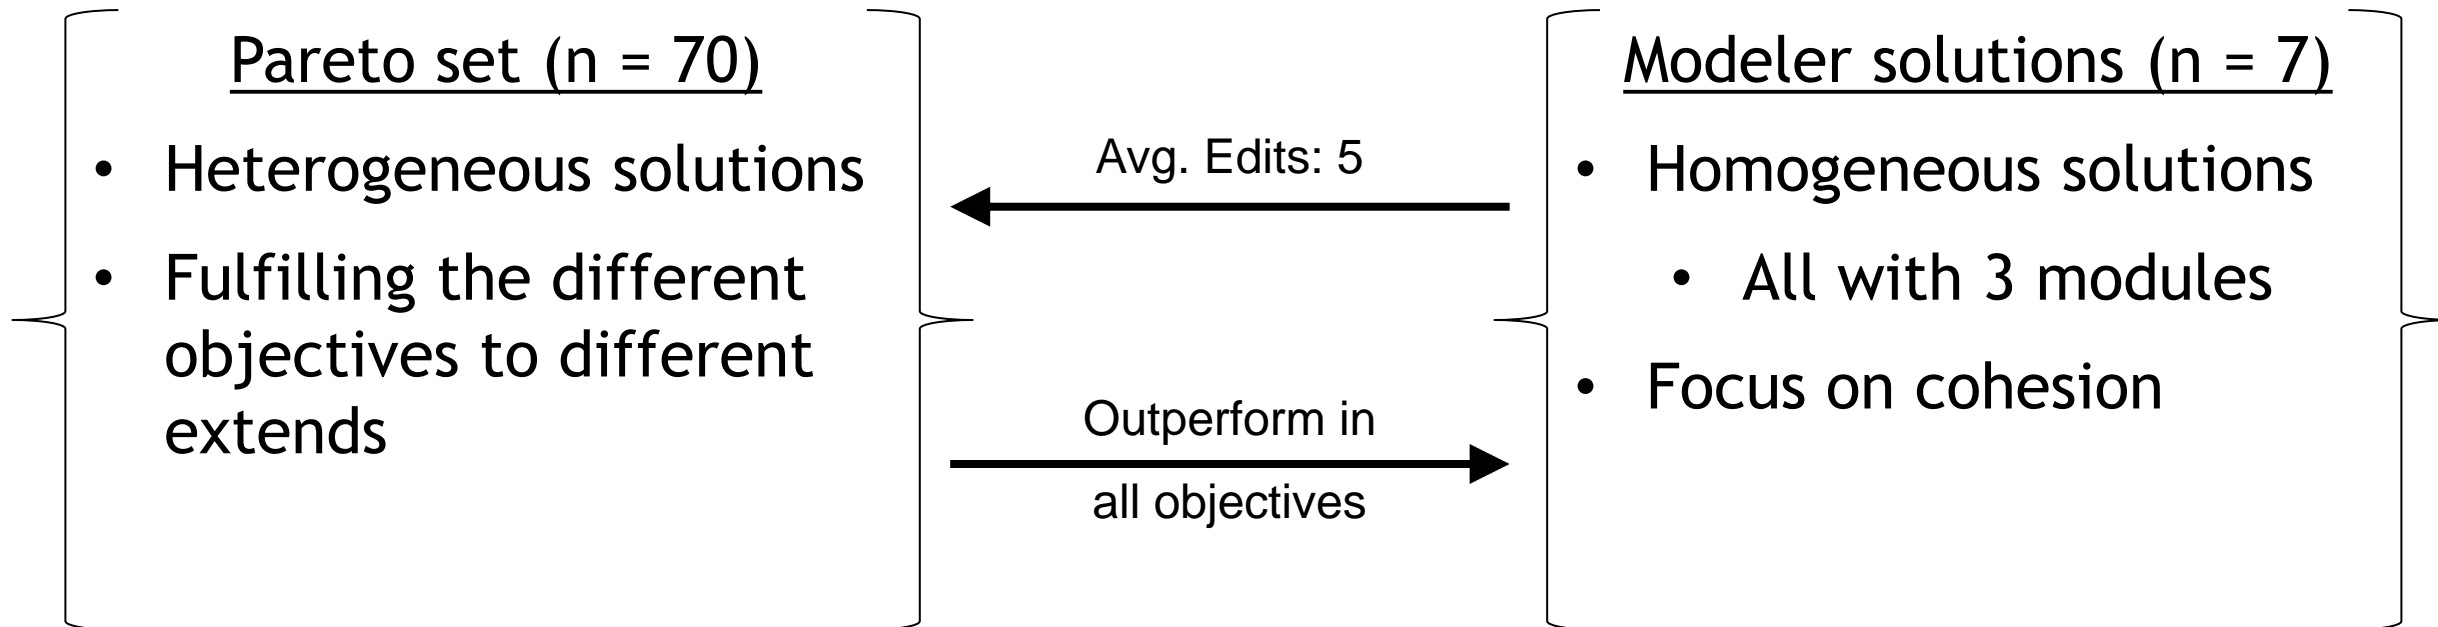 Pareto set (n = 70)
• Heterogeneous solutions
• Fulfilling the different
objectives to different
extends
Avg. Edits: 5
Outperform in
all objectives
Modeler solutions (n = 7)
• Homogeneous solutions
• All with 3 modules
• Focus on cohesion